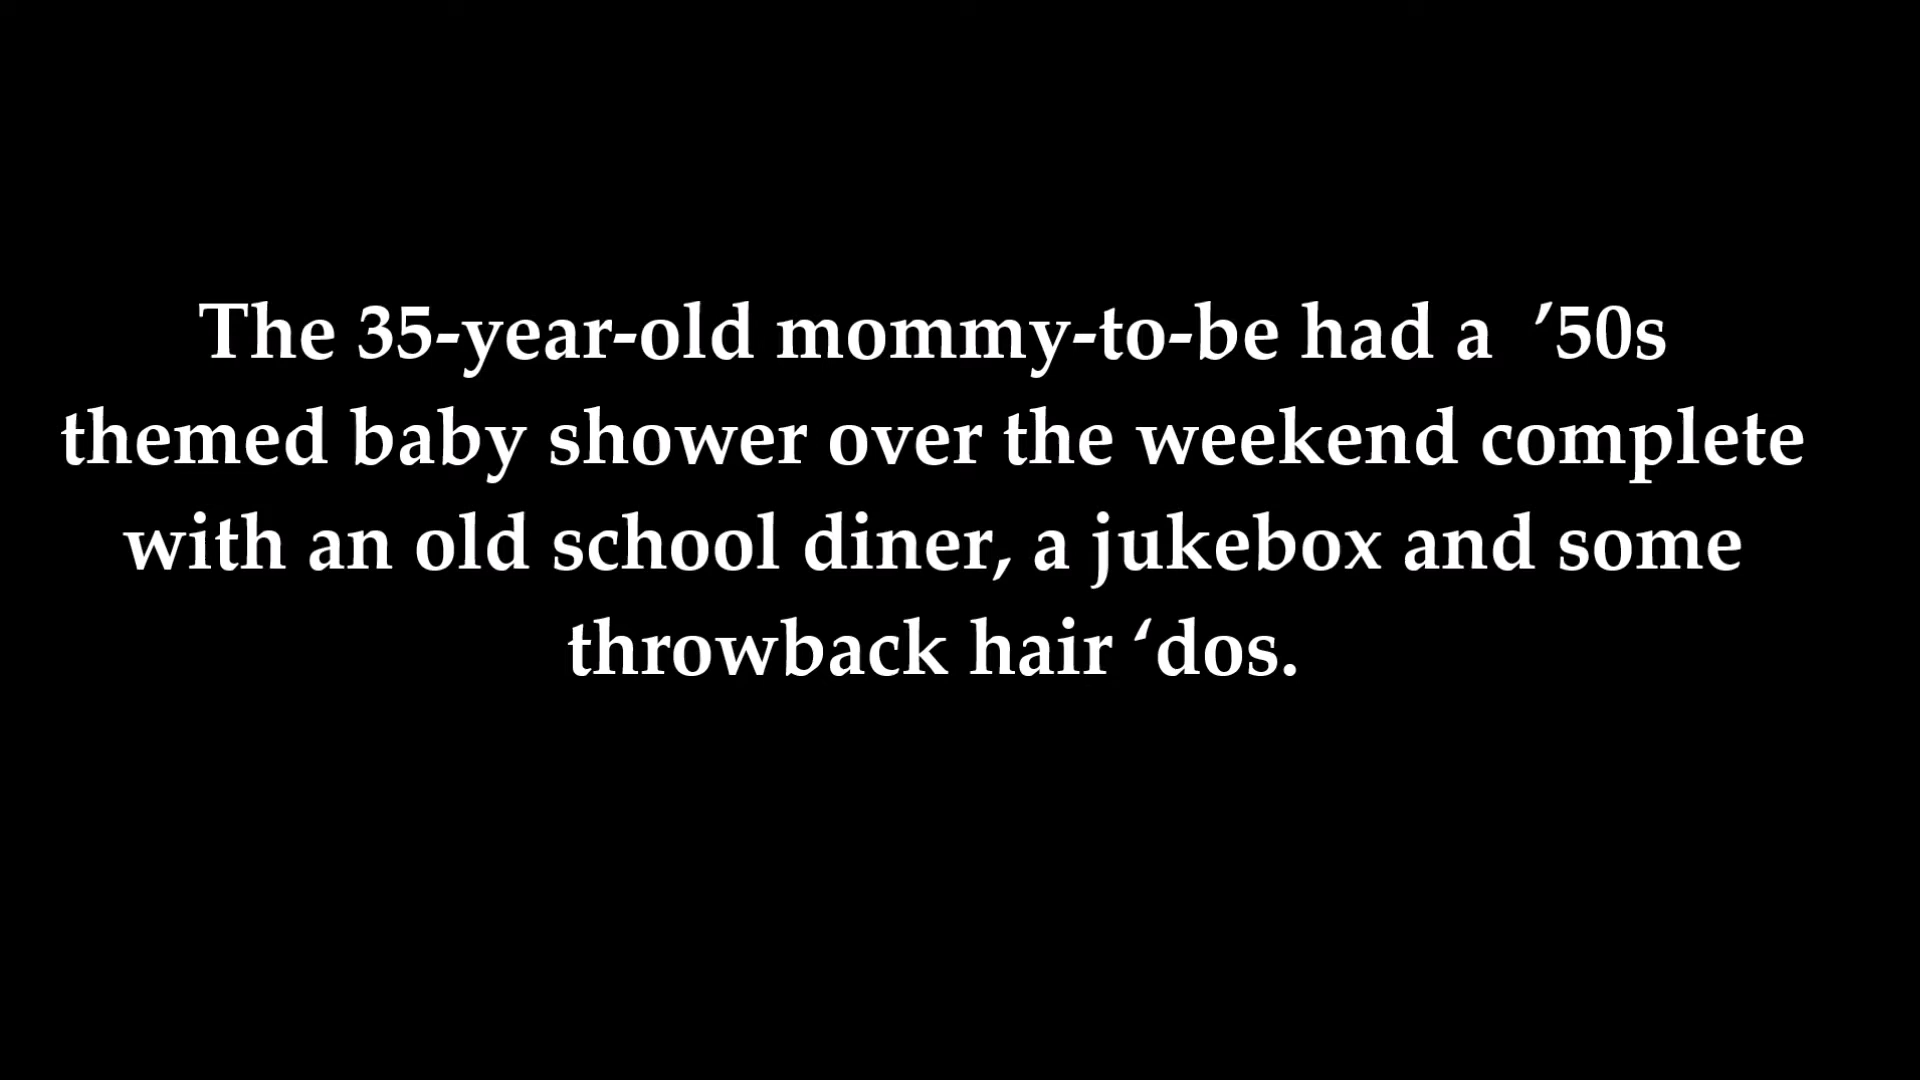 The 35-year-old mommy-to-be had a  ’50s
themed baby shower over the weekend complete
with an old school diner, a jukebox and some
throwback hair ‘dos.